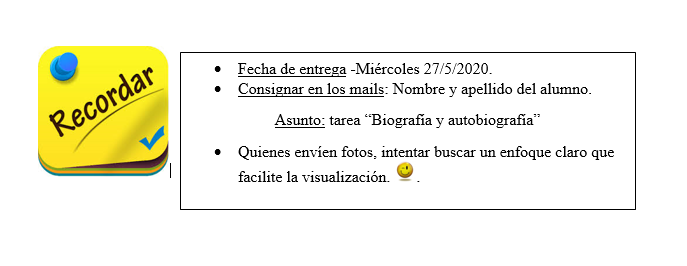 Recordar
• Fecha de entrega -Miércoles 27/5/2020.
• Consignar en los mails: Nombre y apellido del alumno.
Asunto: tarea “Biografía y autobiografía”
• Quienes envíen fotos, intentar buscar un enfoque claro que
facilite la visualización. .